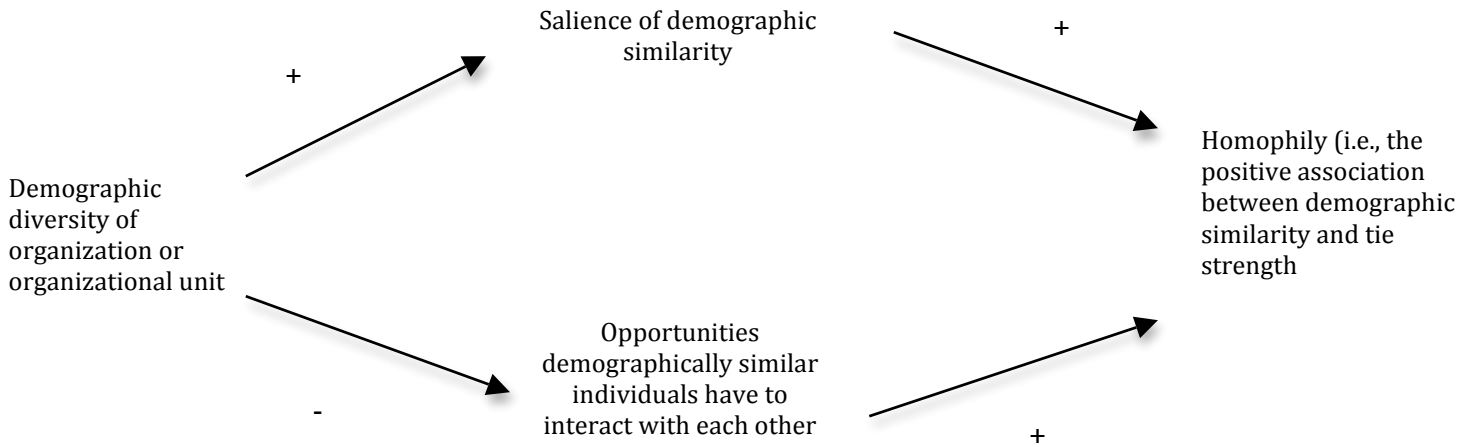 Salience of demographic
similarity
+
+
Demographic
diversity of
organization or
organizational unit
Homophily (i.e., the
positive association
between demographic
similarity and tie
strength
Opportunities
demographically similar
individuals have to
interact with each other
-
+